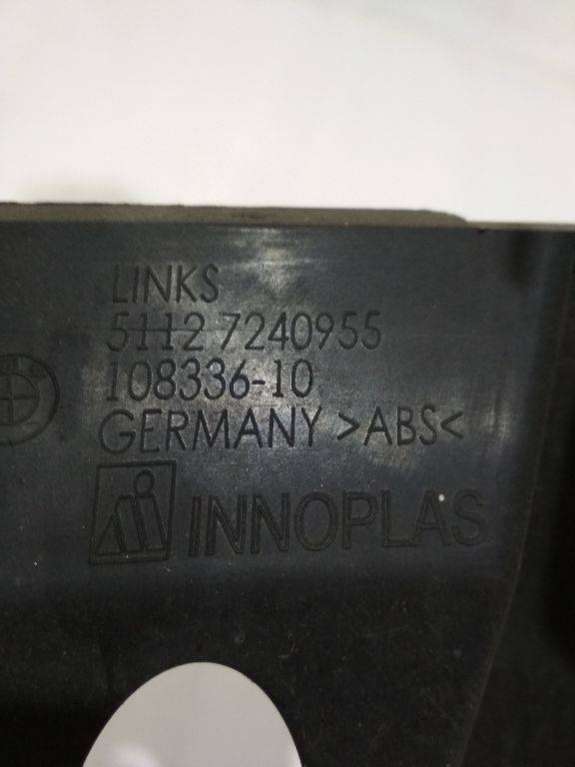 LINKS
5112 7240955
108336-10
GERMANY >ABS<
INNOPLAS